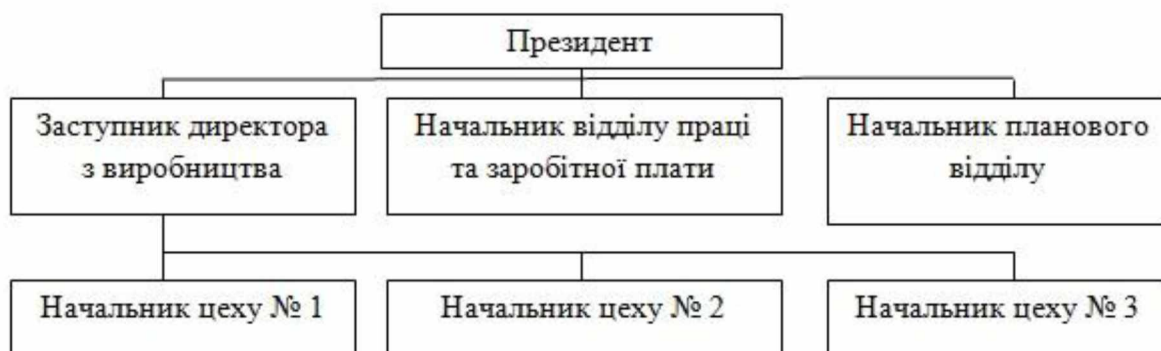 Президент
Заступник директора
з виробництва
Начальник відділу праці
та заробітної плати
Начальник планового
відділу
Начальник цеху № 1
Начальник цеху № 2
Начальник цеху № 3